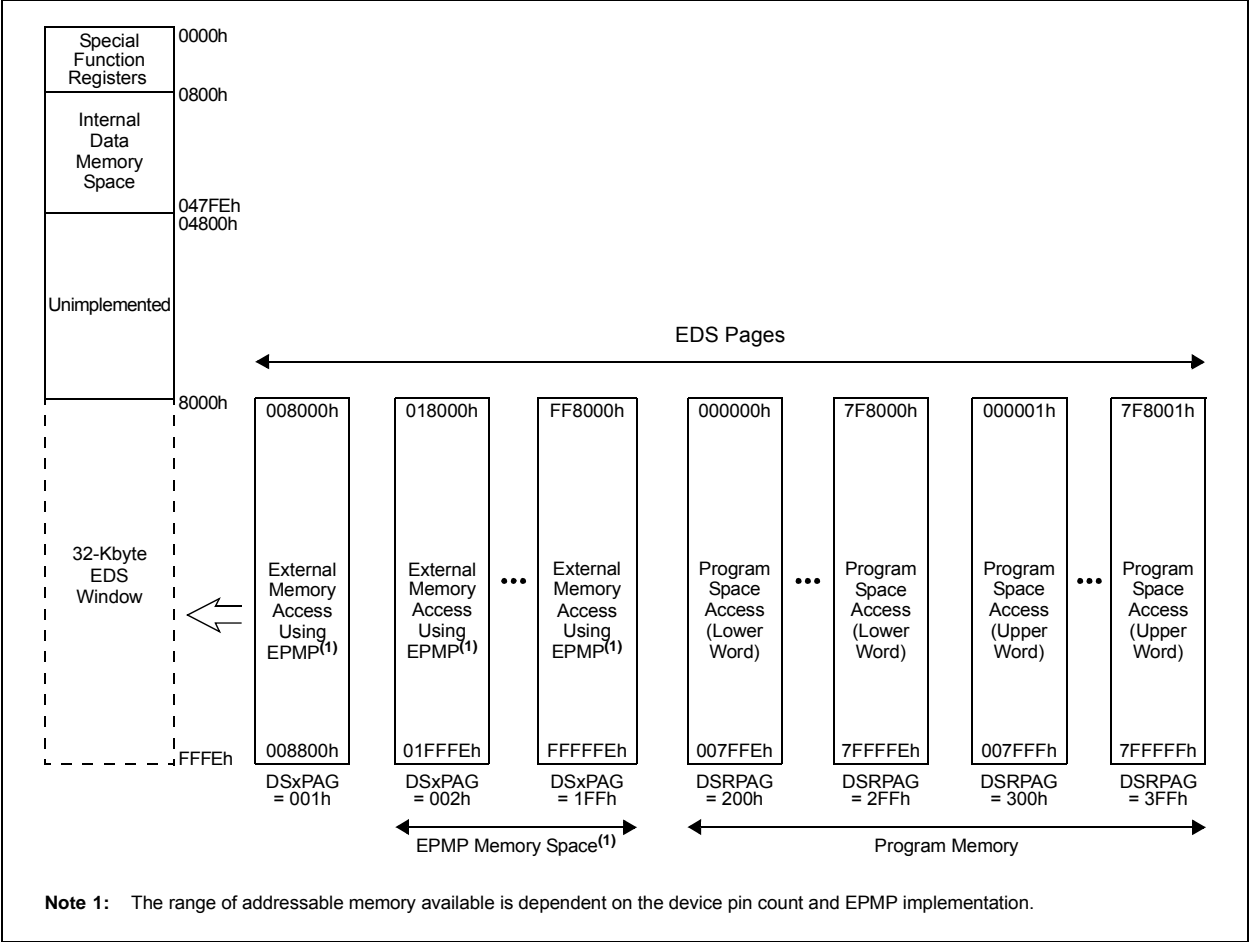 Special
Function
Registers
0000h
0800h
Internal
Data
Memory
Space
047FEh
04800h
Unimplemented
8000h
32-Kbyte
EDS
Window
FFFEh
EDS Pages
008000h
External
Memory
Access
Using
EPMP(1)
008800h
DSxPAG
= 001h
018000h
External
Memory
Access
Using
EPMP(1)
01FFFEh
DSxPAG
= 002h
•••
FF8000h
External
Memory
Access
Using
EPMP(1)
FFFFFEh
DSxPAG
= 1FFh
000000h
Program
Space
Access
(Lower
Word)
007FFEh
DSRPAG
= 200h
•••
7F8000h
Program
Space
Access
(Lower
Word)
7FFFFEh
DSRPAG
= 2FFh
000001h
Program
Space
Access
(Upper
Word)
007FFFh
DSRPAG
= 300h
•••
7F8001h
Program
Space
Access
(Upper
Word)
7FFFFFh
DSRPAG
= 3FFh
EPMP Memory Space(1)
Program Memory
Note 1: The range of addressable memory available is dependent on the device pin count and EPMP implementation.